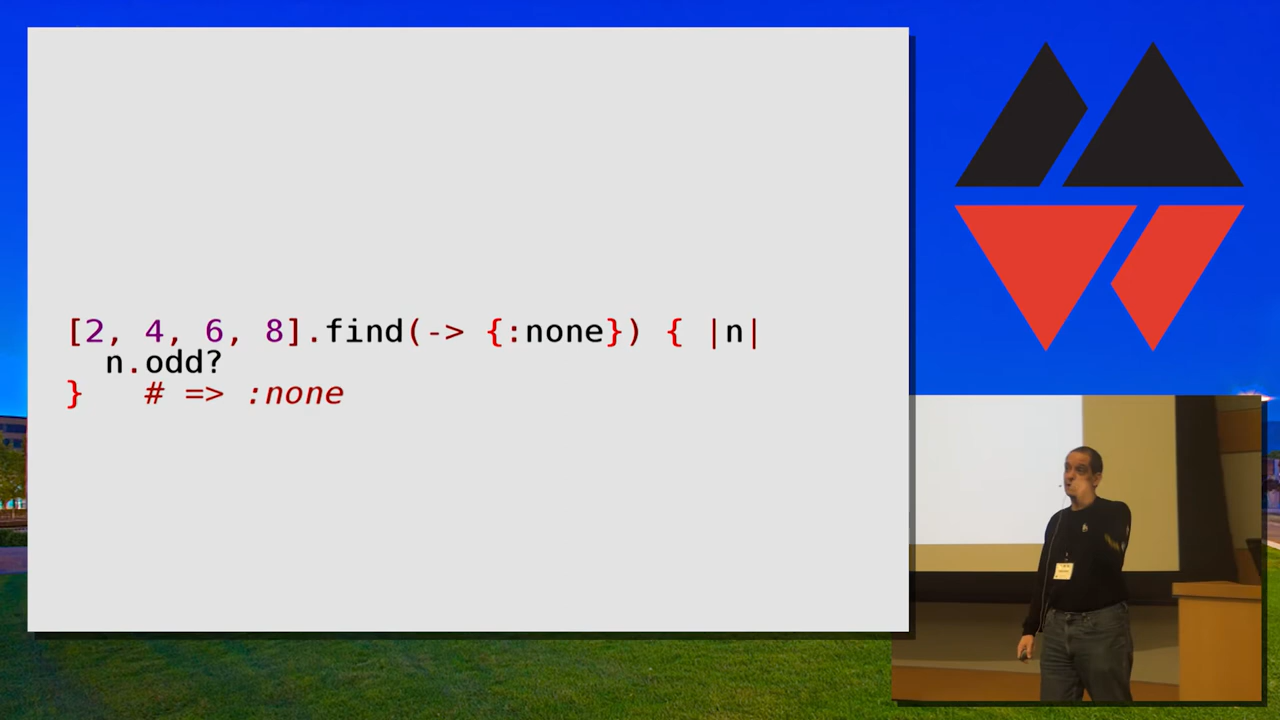 [2, 4, 6, 8].find(-> {:none}) { |n|
  n.odd?
}   # => :none